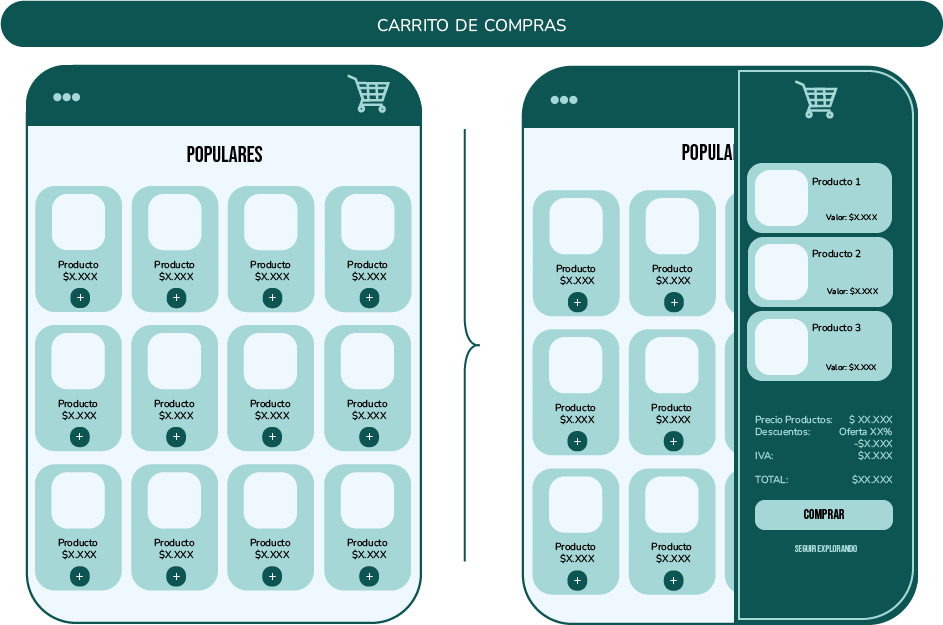 CARRITO DE COMPRAS
POPULARES
Producto Producto Producto Producto
$X.XXX $X.XXX $X.XXX $X.XXX
+ + + +
Producto Producto Producto Producto
$X.XXX $X.XXX $X.XXX $X.XXX
+ + + +
Producto Producto Producto Producto
$X.XXX $X.XXX $X.XXX $X.XXX
+ + + +
POPULA
Producto Producto
$X.XXX $X.XXX
+ +
Producto Producto
$X.XXX $X.XXX
+ +
Producto Producto
$X.XXX $X.XXX
+ +
Producto 1
Valor: $X.XXX
Producto 2
Valor: $X.XXX
Producto 3
Valor: $X.XXX
Precio Productos: $ XX.XXX
Descuentos: Oferta XX%
-$X.XXX
IVA: $X.XXX
TOTAL: $XX.XXX
COMPRAR
SEGUIR EXPLORANDO